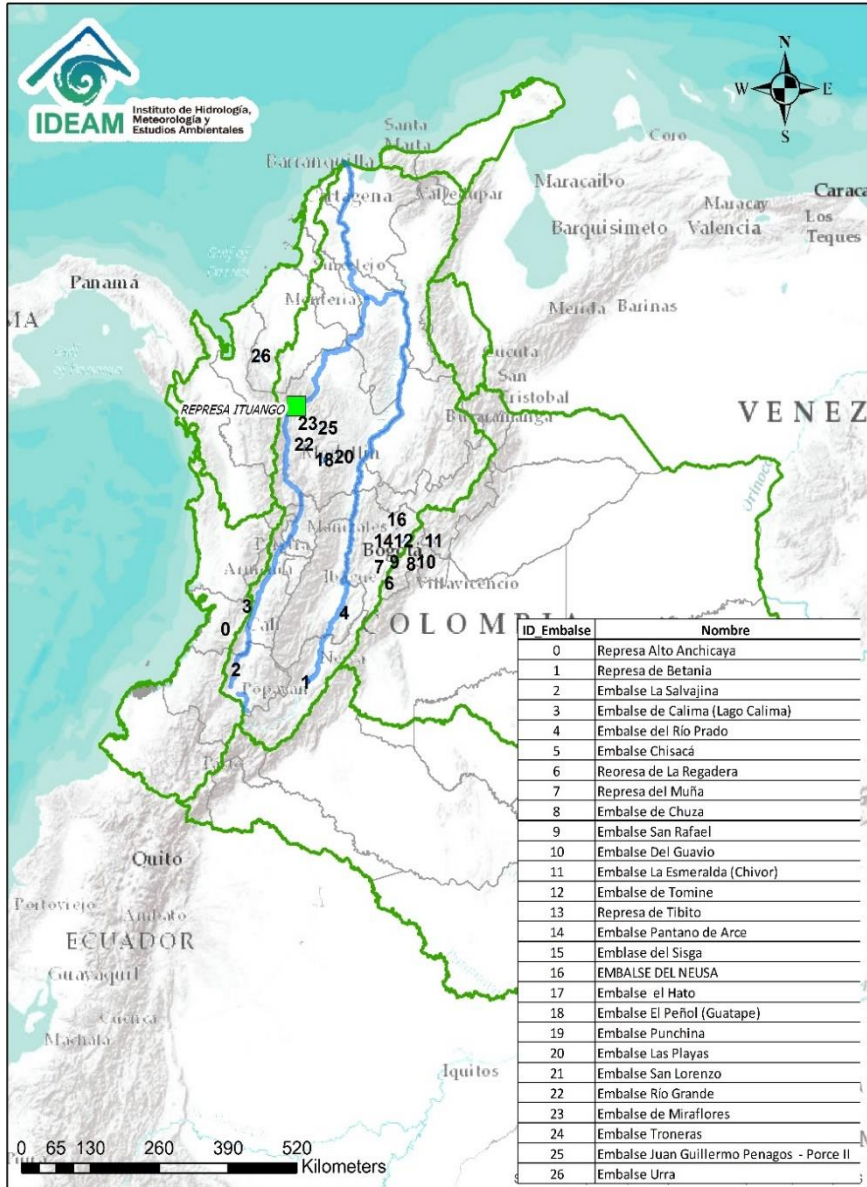 IDEAM
Instituto de Hidrología,
Meteorología y
Estudios Ambientales
N
W E
S
Santa
Marta
Coro
Barranquilla
Cartagena
Valledupar
Maracaibo
Caraca
Maracay
Barquisimeto
Valencia
Los
Teques
Panamá
MA
Merida
Barinas
Cucuta
San
Cristobal
26
REPRESA ITUANGO
23
25
22
18
20
VENEZ
Orinoco
16
Manizales
14
12
11
Bogota
7
9
8
10
6
Villavicencio
Armenia
Ibague
3
0
Cali
4
COLOMBIA
2
Popayan
1
Quito
Portoviejo
Ambato
ECUADOR
Guayaquil
Cuenca
Machala
Iquitos
ID_Embalse Nombre
0 Represa Alto Anchicaya
1 Represa de Betania
2 Embalse La Salvajina
3 Embalse de Calima (Lago Calima)
4 Embalse del Río Prado
5 Embalse Chisacá
6 Reoresa de La Regadera
7 Represa del Muña
8 Embalse de Chuza
9 Embalse San Rafael
10 Embalse Del Guavio
11 Embalse La Esmeralda (Chivor)
12 Embalse de Tomine
13 Represa de Tibito
14 Embalse Pantano de Arce
15 Emblase del Sisga
16 EMBALSE DEL NEUSA
17 Embalse el Hato
18 Embalse El Peñol (Guatape)
19 Embalse Punchina
20 Embalse Las Playas
21 Embalse San Lorenzo
22 Embalse Río Grande
23 Embalse de Miraflores
24 Embalse Troneras
25 Embalse Juan Guillermo Penagos - Porce II
26 Embalse Urra
0 65 130 260 390 520
Kilometers